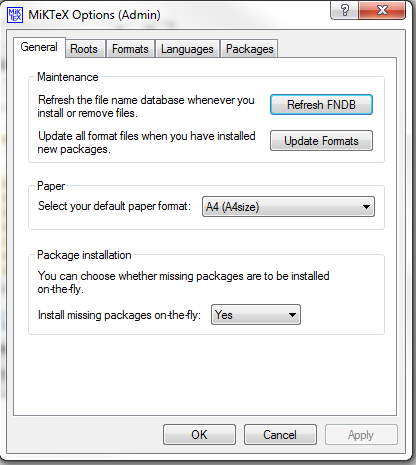 MiKTeX Options (Admin)
General Roots Formats Languages Packages
Maintenance
Refresh the file name database whenever you
install or remove files.
Refresh FNDB
Update all format files when you have installed
new packages.
Update Formats
Paper
Select your default paper format: A4 (A4size)
Package installation
You can choose whether missing packages are to be installed
on-the-fly.
Install missing packages on-the-fly: Yes
OK Cancel Apply